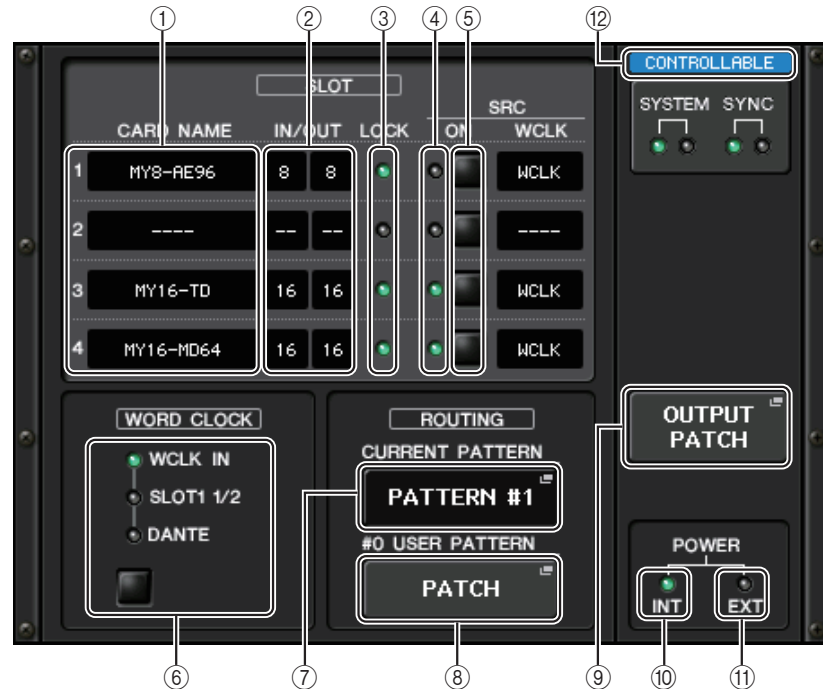 ① ② ③ ④ ⑤ ⑫
SLOT
SRC
CARD NAME IN/OUT LOCK ON WCLK
1 MY8-AE96 8 8 WCLK
2 ---- -- -- ----
3 MY16-TD 16 16 WCLK
4 MY16-MD64 16 16 WCLK
CONTROLLABLE
SYSTEM SYNC
WORD CLOCK
WCLK IN
SLOT1 1/2
DANTE
ROUTING
CURRENT PATTERN
PATTERN #1
#0 USER PATTERN
PATCH
OUTPUT
PATCH
POWER
INT EXT
⑥ ⑦ ⑧ ⑨ ⑩ ⑪